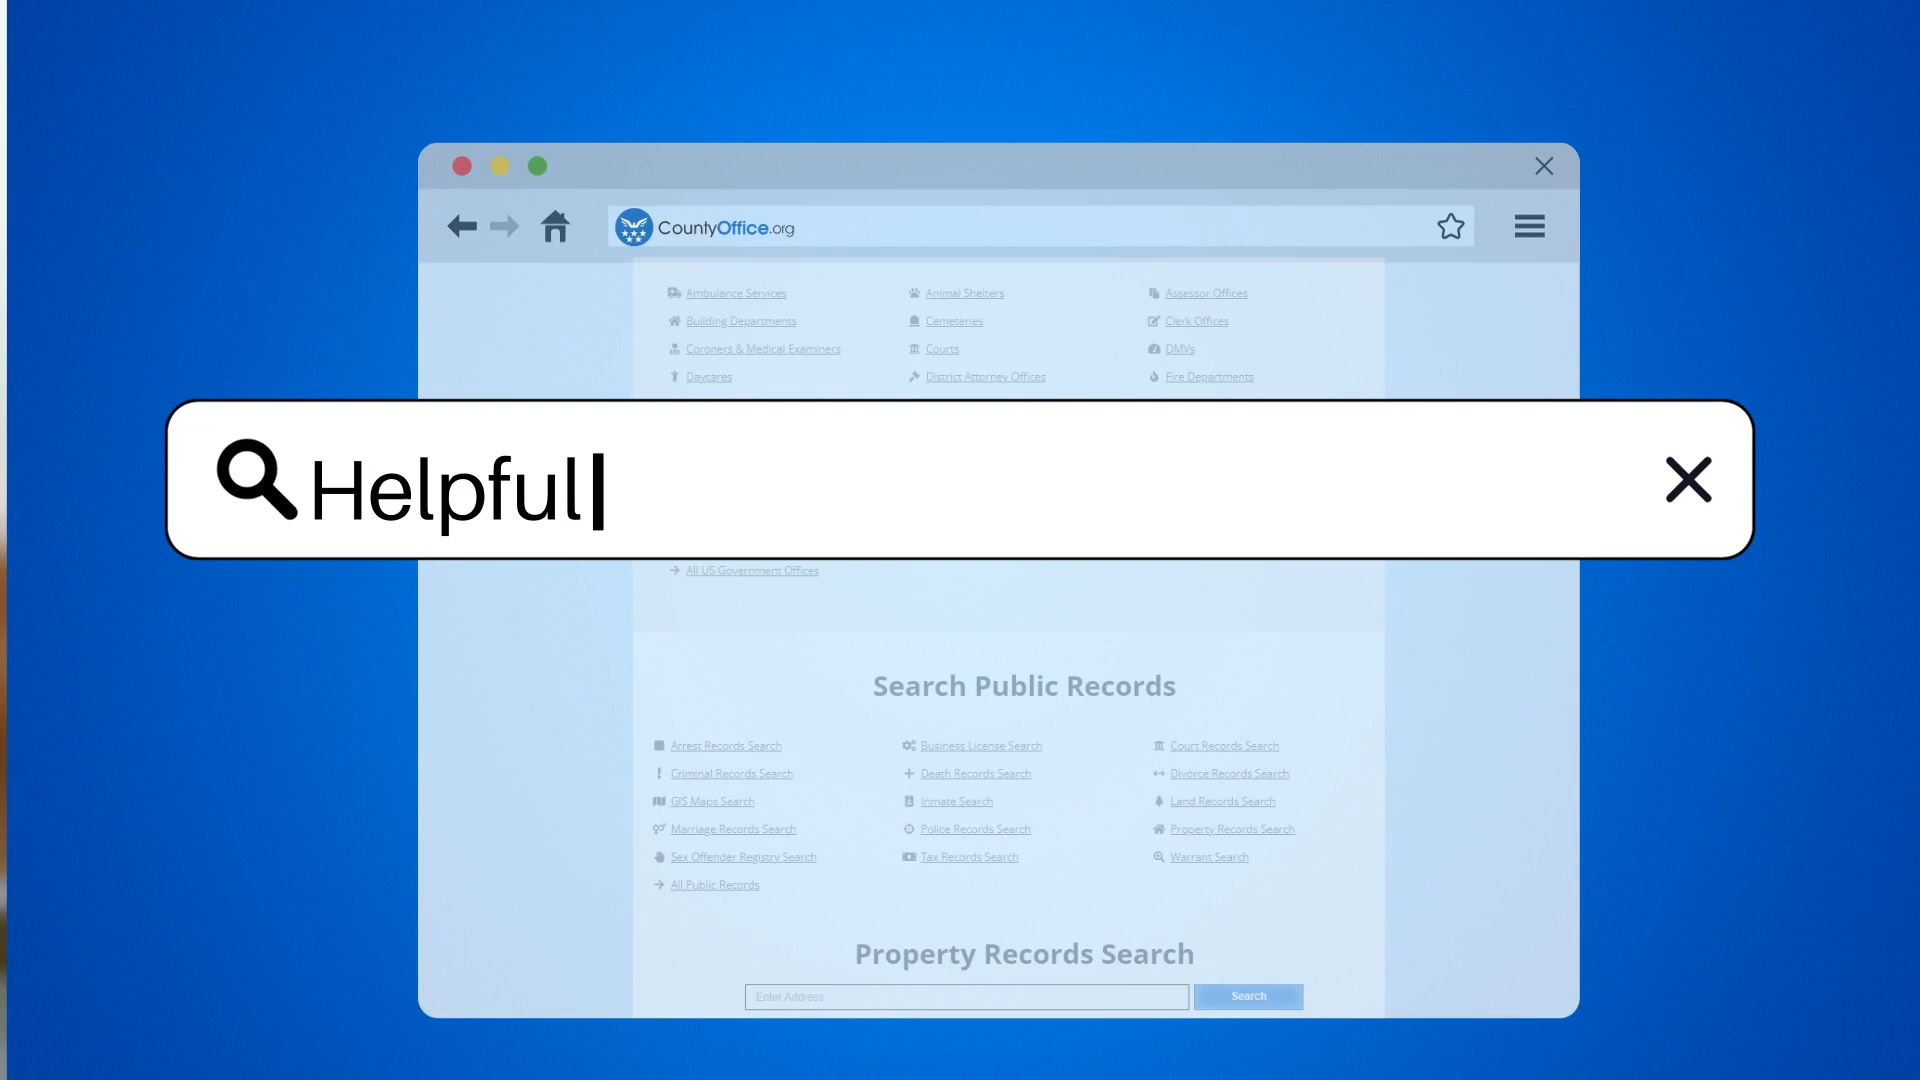 CountyOffice.org
Ambulance Services Animal Shelters Assessor Offices
Building Departments Cemeteries Clerk Offices
Coroners & Medical Examiners Courts DMVs
Daycares District Attorney Offices Fire Departments
Helpful
All US Government Offices
Search Public Records
Arrest Records Search Business License Search Court Records Search
Criminal Records Search Death Records Search Divorce Records Search
GIS Maps Search Inmate Search Land Records Search
Marriage Records Search Police Records Search Property Records Search
Sex Offender Registry Search Tax Records Search Warrant Search
All Public Records
Property Records Search
Enter Address Search